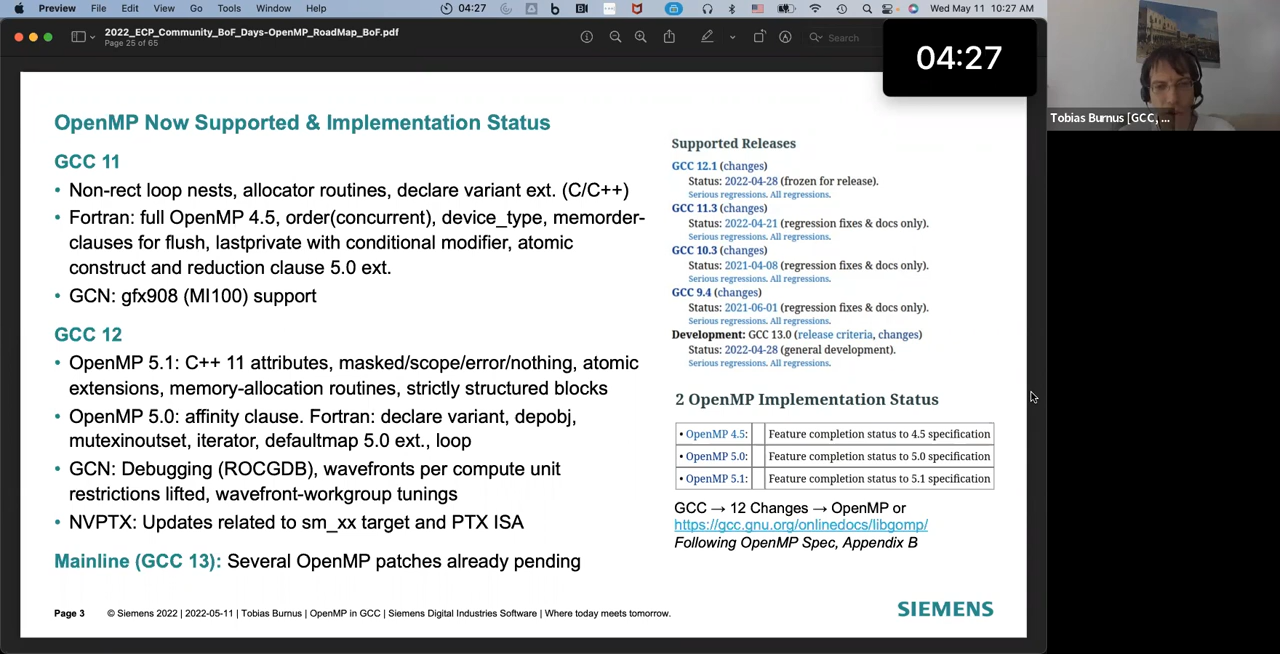 Preview File Edit View Go Tools Window Help 04:27 Wed May 11 10:27 AM
2022_ECP_Community_BoF_Days-OpenMP_RoadMap_BoF.pdf
Page 25 of 65
Search
04:27
Tobias Burnus [GCC, ...
OpenMP Now Supported & Implementation Status
GCC 11
• Non-rect loop nests, allocator routines, declare variant ext. (C/C++)
• Fortran: full OpenMP 4.5, order(concurrent), device_type, memorder-
clauses for flush, lastprivate with conditional modifier, atomic
construct and reduction clause 5.0 ext.
• GCN: gfx908 (MI100) support
GCC 12
• OpenMP 5.1: C++ 11 attributes, masked/scope/error/nothing, atomic
extensions, memory-allocation routines, strictly structured blocks
• OpenMP 5.0: affinity clause. Fortran: declare variant, depobj,
mutexinoutset, iterator, defaultmap 5.0 ext., loop
• GCN: Debugging (ROCGDB), wavefronts per compute unit
restrictions lifted, wavefront-workgroup tunings
• NVPTX: Updates related to sm_xx target and PTX ISA
Mainline (GCC 13): Several OpenMP patches already pending
Supported Releases
GCC 12.1 (changes)
Status: 2022-04-28 (frozen for release).
Serious regressions. All regressions.
GCC 11.3 (changes)
Status: 2022-04-21 (regression fixes & docs only).
Serious regressions. All regressions.
GCC 10.3 (changes)
Status: 2021-04-08 (regression fixes & docs only).
Serious regressions. All regressions.
GCC 9.4 (changes)
Status: 2021-06-01 (regression fixes & docs only).
Serious regressions. All regressions.
Development: GCC 13.0 (release criteria, changes)
Status: 2022-04-28 (general development).
Serious regressions. All regressions.
2 OpenMP Implementation Status
• OpenMP 4.5: Feature completion status to 4.5 specification
• OpenMP 5.0: Feature completion status to 5.0 specification
• OpenMP 5.1: Feature completion status to 5.1 specification
GCC → 12 Changes → OpenMP or
https://gcc.gnu.org/onlinedocs/libgomp/
Following OpenMP Spec, Appendix B
Page 3 © Siemens 2022 | 2022-05-11 | Tobias Burnus | OpenMP in GCC | Siemens Digital Industries Software | Where today meets tomorrow.
SIEMENS